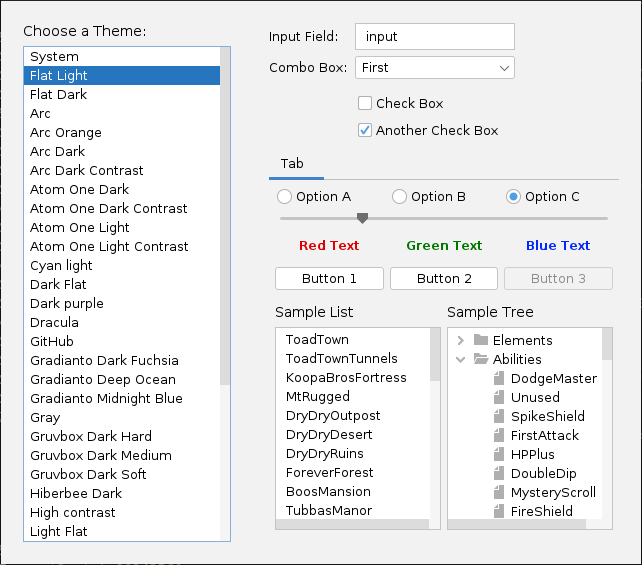 Choose a Theme:
System
Flat Light
Flat Dark
Arc
Arc Orange
Arc Dark
Arc Dark Contrast
Atom One Dark
Atom One Dark Contrast
Atom One Light
Atom One Light Contrast
Cyan light
Dark Flat
Dark purple
Dracula
GitHub
Gradianto Dark Fuchsia
Gradianto Deep Ocean
Gradianto Midnight Blue
Gray
Gruvbox Dark Hard
Gruvbox Dark Medium
Gruvbox Dark Soft
Hiberbee Dark
High contrast
Light Flat
Input Field: input
Combo Box: First
Check Box
Another Check Box
Tab
Option A Option B Option C
Red Text Green Text Blue Text
Button 1 Button 2 Button 3
Sample List
ToadTown
ToadTownTunnels
KoopaBrosFortress
MtRugged
DryDryOutpost
DryDryDesert
DryDryRuins
ForeverForest
BoosMansion
TubbasManor
Sample Tree
Elements
Abilities
DodgeMaster
Unused
SpikeShield
FirstAttack
HPPlus
DoubleDip
MysteryScroll
FireShield